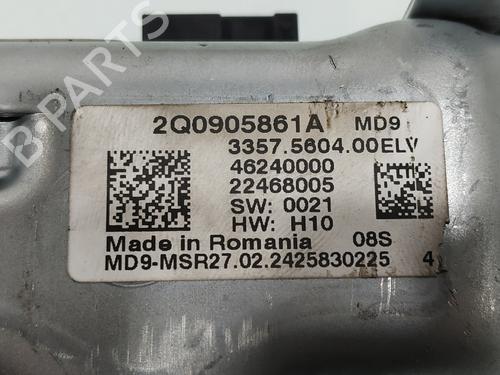 2Q0905861A MD9
3357.5604.00ELV
46240000
22468005
SW: 0021
HW: H10
Made in Romania 08S
MD9-MSR27.02.2425830225 4